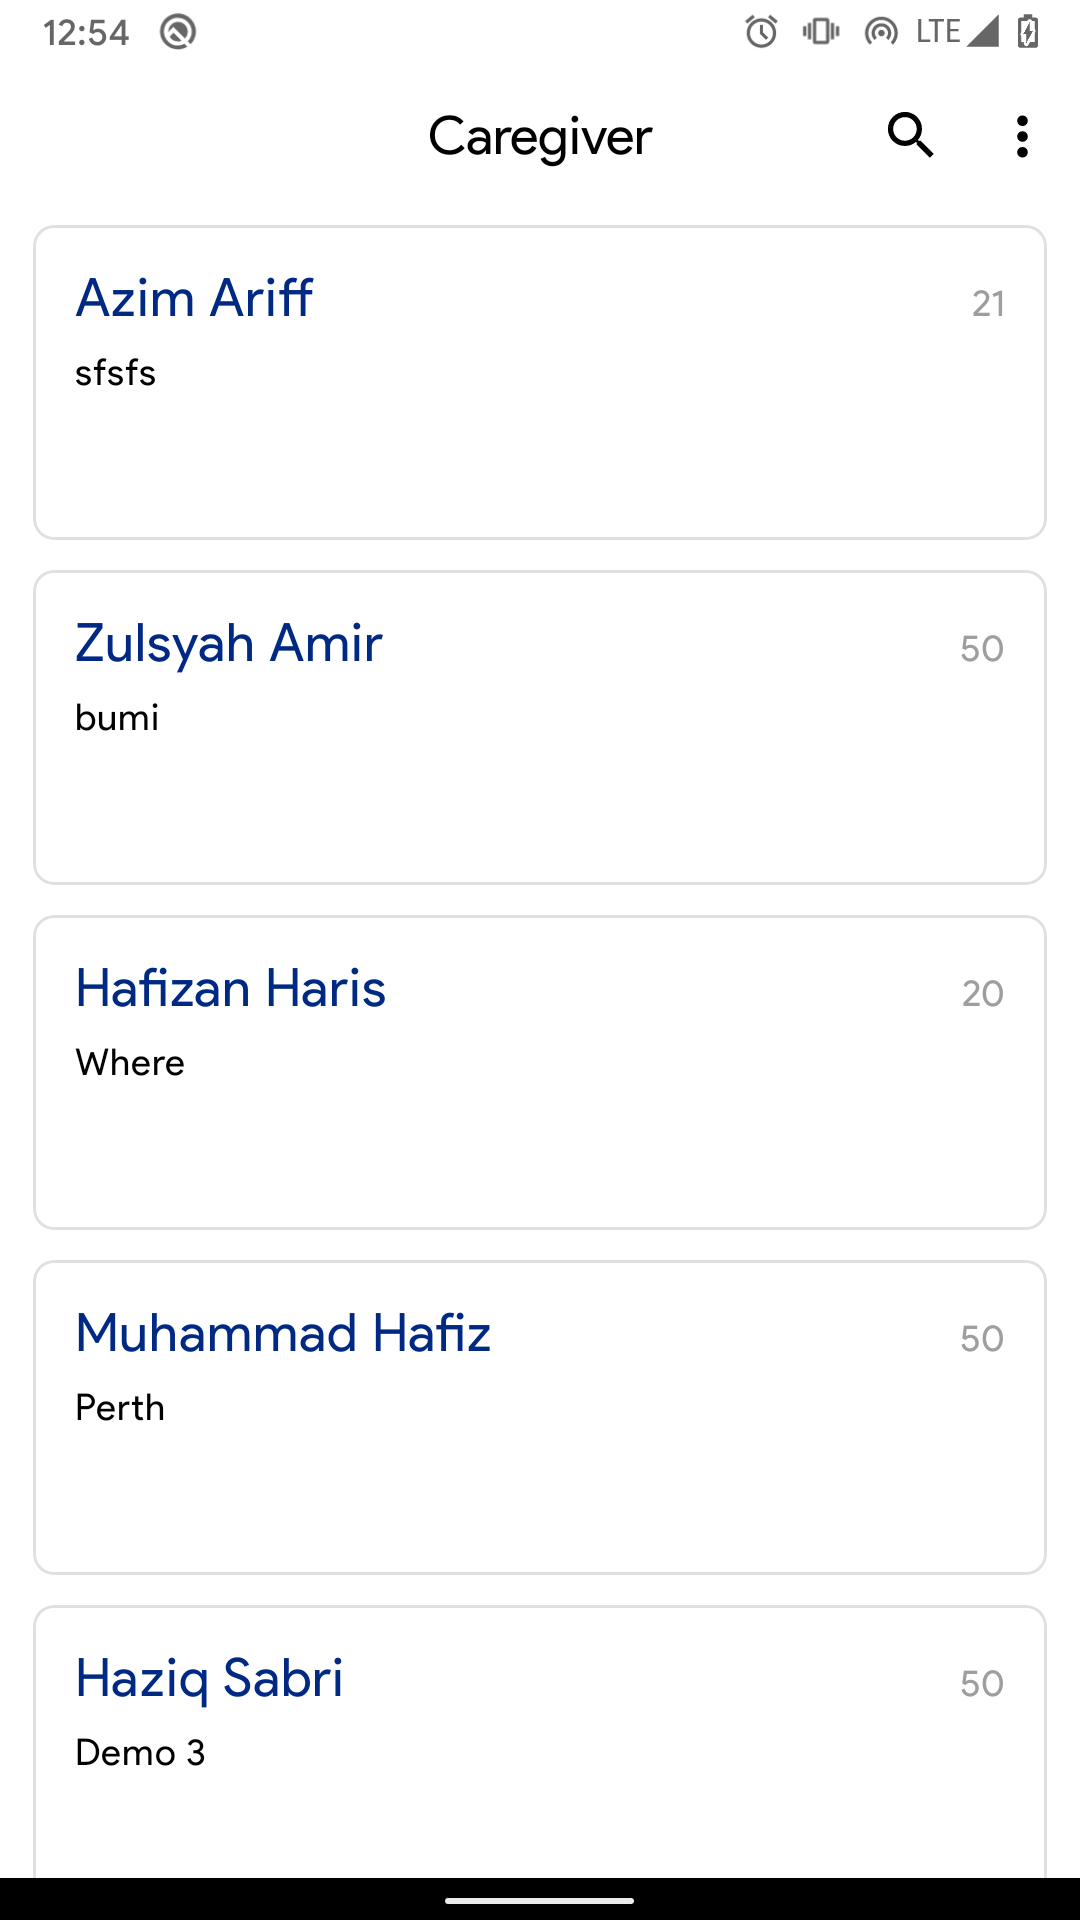 12:54 LTE
Caregiver
Azim Ariff 21
sfsfs
Zulsyah Amir 50
bumi
Hafizan Haris 20
Where
Muhammad Hafiz 50
Perth
Haziq Sabri 50
Demo 3